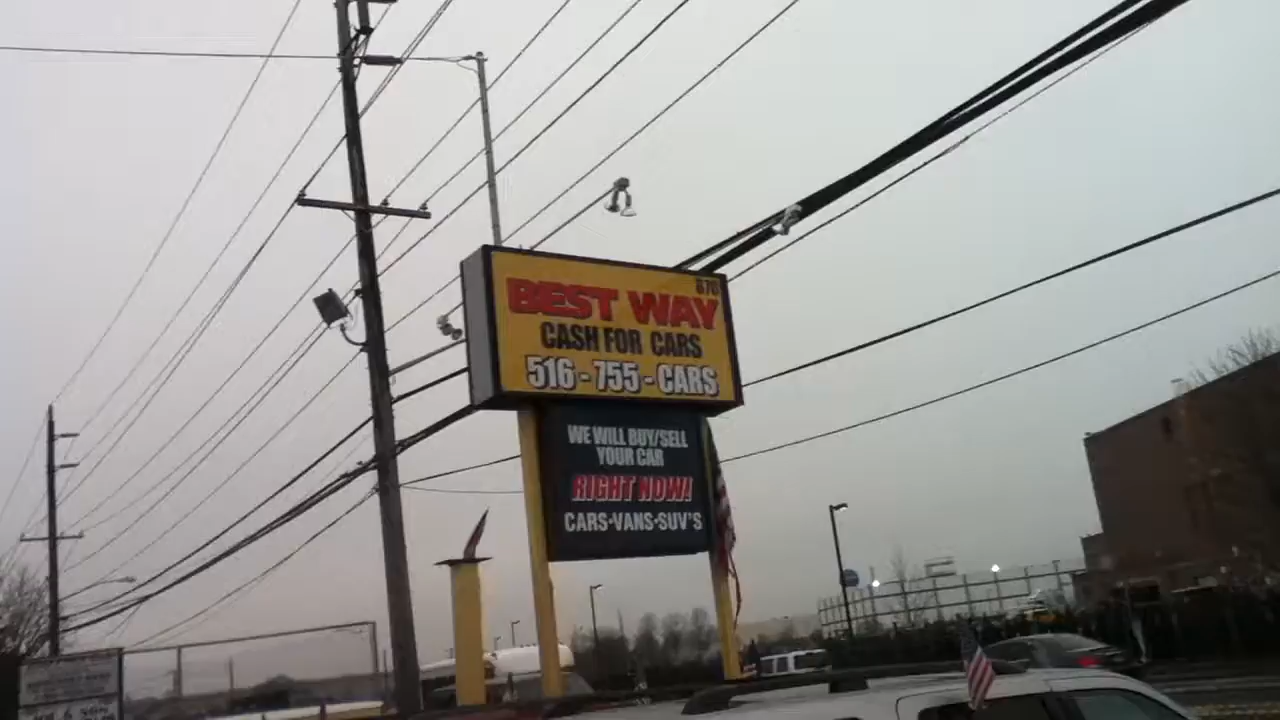 670
BEST WAY
CASH FOR CARS
516-755-CARS
WE WILL BUY/SELL
YOUR CAR
RIGHT NOW!
CARS·VANS·SUV'S